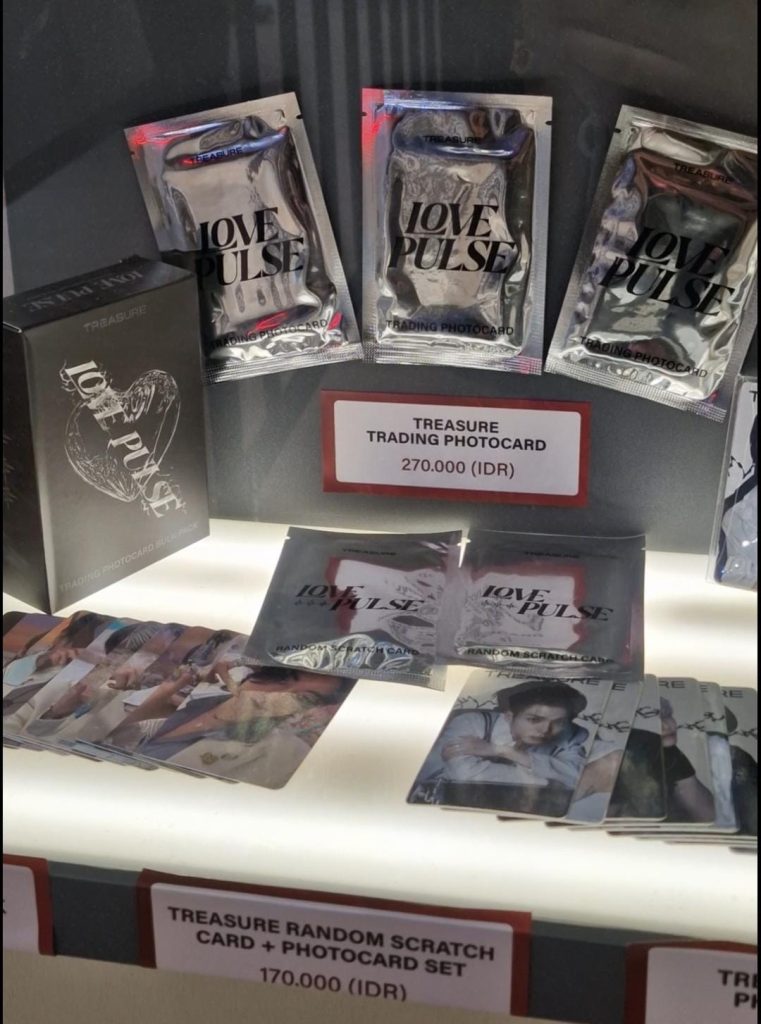 TREASURE
LOVE
PULSE
TRADING PHOTOCARD
TREASURE
LOVE
PULSE
TRADING PHOTOCARD
TREASURE
LOVE
PULSE
TRADING PHOTOCARD
LOVE PULSE
TREASURE
LOVE PULSE
TRADING PHOTOCARD BULK PACK
TREASURE
TRADING PHOTOCARD
270.000 (IDR)
TREASURE
LOVE
PULSE
RANDOM SCRATCH CARD
TREASURE
LOVE
PULSE
RANDOM SCRATCH CARD
TREASURE
TREASURE RANDOM SCRATCH
CARD + PHOTOCARD SET
170.000 (IDR)